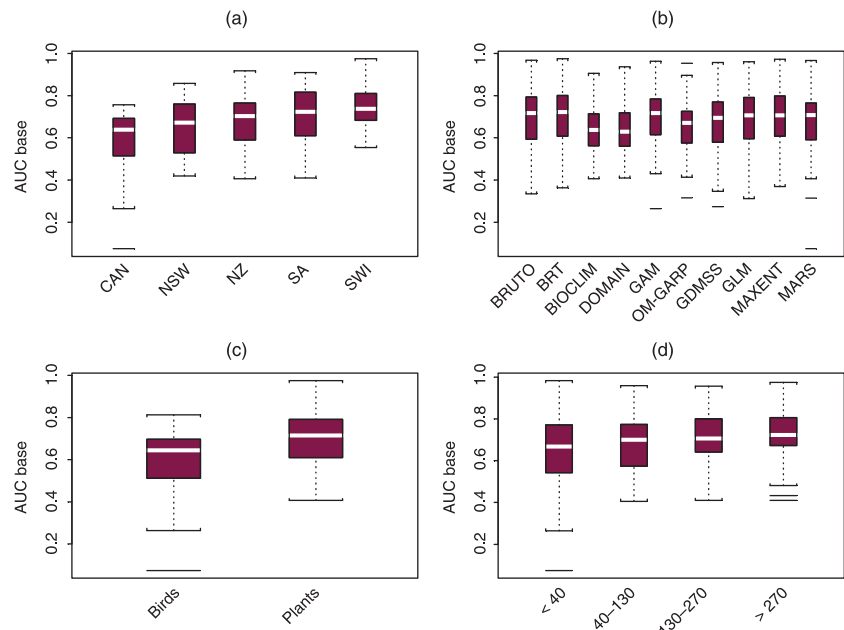 (a)
AUC base
1.0
0.8
0.6
0.4
0.2
CAN
NSW
NZ
SA
SWI
(b)
AUC base
1.0
0.8
0.6
0.4
0.2
BRUTO
BRT
BIOCLIM
DOMAIN
GAM
OM-GARP
GDMSS
GLM
MAXENT
MARS
(c)
AUC base
1.0
0.8
0.6
0.4
0.2
Birds
Plants
(d)
AUC base
1.0
0.8
0.6
0.4
0.2
< 40
40–130
130–270
> 270